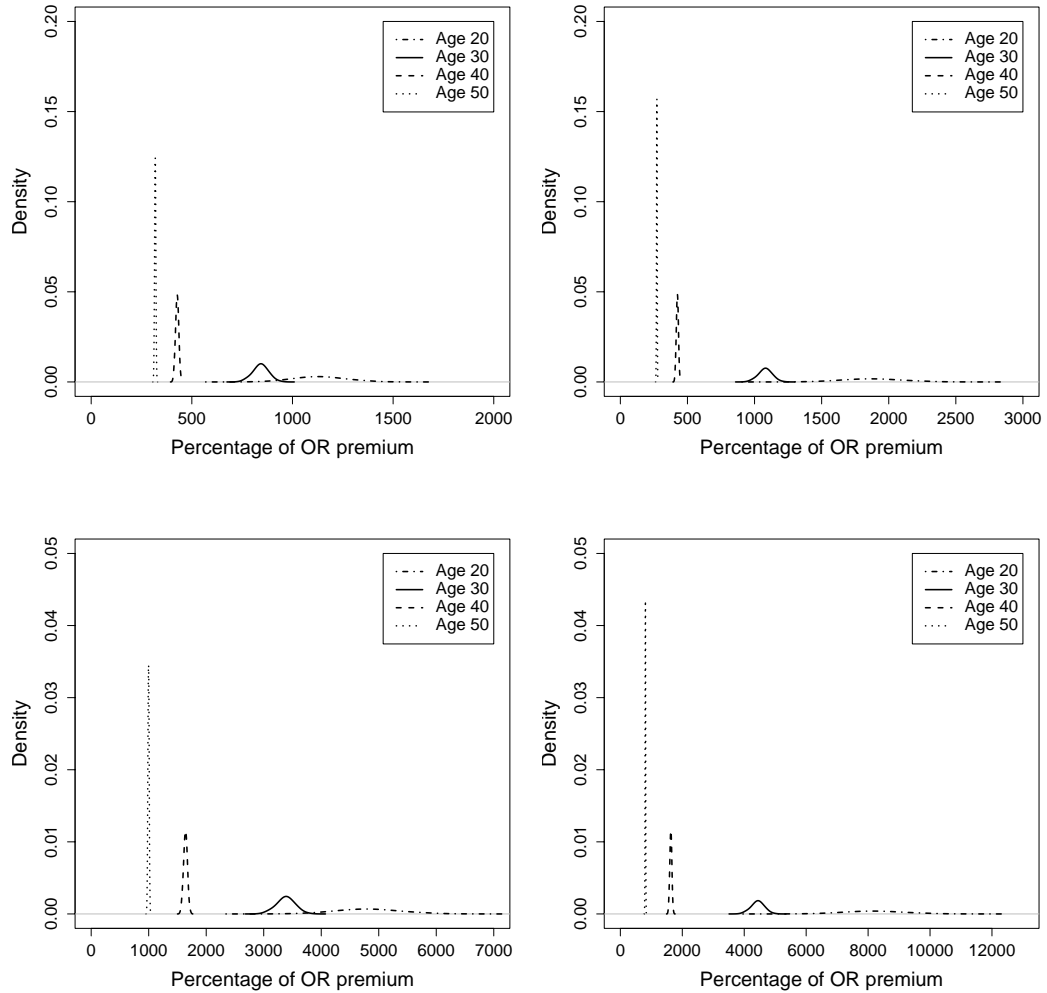 0.00 0.05 0.10 0.15 0.20
Density
0 500 1000 1500 2000
Percentage of OR premium
Age 20
Age 30
Age 40
Age 50
0.00 0.05 0.10 0.15 0.20
Density
0 500 1000 1500 2000 2500 3000
Percentage of OR premium
Age 20
Age 30
Age 40
Age 50
0.00 0.01 0.02 0.03 0.04 0.05
Density
0 1000 2000 3000 4000 5000 6000 7000
Percentage of OR premium
Age 20
Age 30
Age 40
Age 50
0.00 0.01 0.02 0.03 0.04 0.05
Density
0 2000 4000 6000 8000 10000 12000
Percentage of OR premium
Age 20
Age 30
Age 40
Age 50